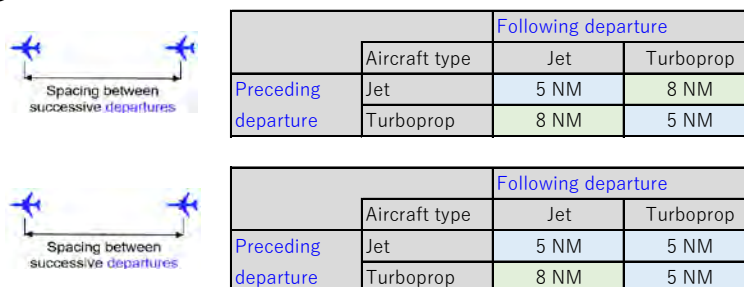 Following departure
Aircraft type Jet Turboprop
Preceding Jet 5 NM 8 NM
departure Turboprop 8 NM 5 NM
Spacing between
successive departures
Following departure
Aircraft type Jet Turboprop
Preceding Jet 5 NM 5 NM
departure Turboprop 8 NM 5 NM
Spacing between
successive departures